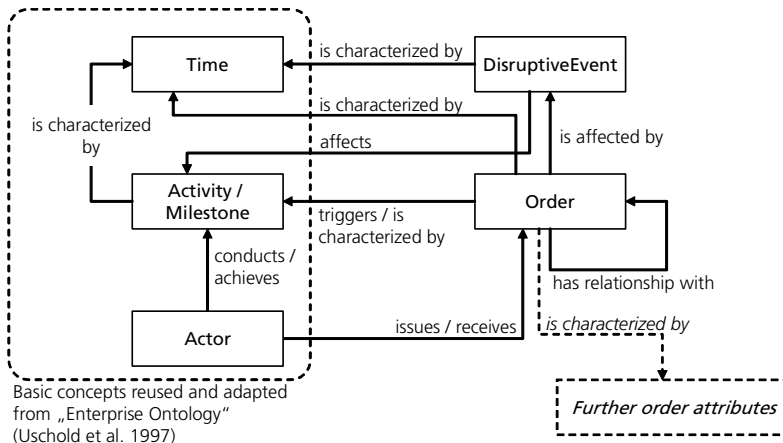 is characterized by
Time
DisruptiveEvent
is characterized by
is characterized
by
affects
is affected by
Activity /
Milestone
triggers / is
characterized by
Order
conducts /
achieves
has relationship with
Actor
issues / receives
is characterized by
Basic concepts reused and adapted
from „Enterprise Ontology“
(Uschold et al. 1997)
Further order attributes